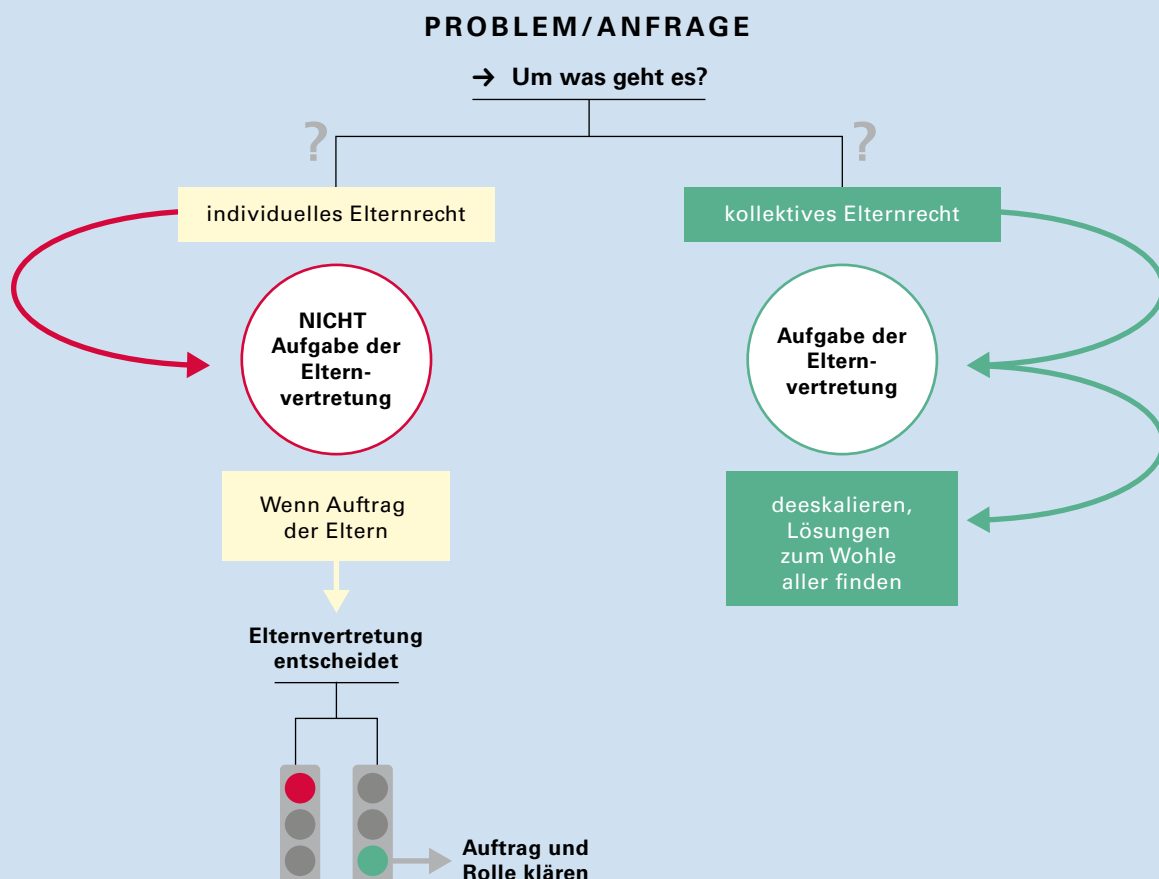 PROBLEM/ANFRAGE
→ Um was geht es?
?
?
individuelles Elternrecht
kollektives Elternrecht
NICHT
Aufgabe der
Eltern-
vertretung
Aufgabe der
Eltern-
vertretung
Wenn Auftrag
der Eltern
deeskalieren,
Lösungen
zum Wohle
aller finden
Elternvertretung
entscheidet
Auftrag und
Rolle klären